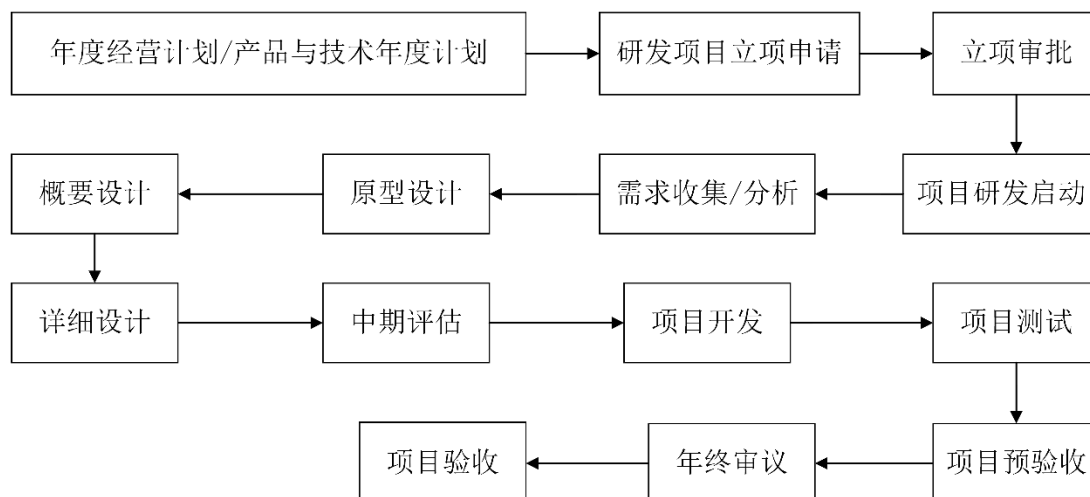 年度经营计划/产品与技术年度计划
研发项目立项申请
立项审批
项目研发启动
需求收集/分析
原型设计
概要设计
详细设计
中期评估
项目开发
项目测试
项目预验收
年终审议
项目验收